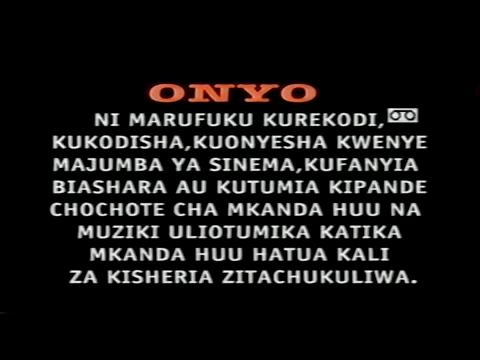 ONYO
NI MARUFUKU KUREKODI,
KUKODISHA,KUONYESHA KWENYE
MAJUMBA YA SINEMA,KUFANYIA
BIASHARA AU KUTUMIA KIPANDE
CHOCHOTE CHA MKANDA HUU NA
MUZIKI ULIOTUMIKA KATIKA
MKANDA HUU HATUA KALI
ZA KISHERIA ZITACHUKULIWA.